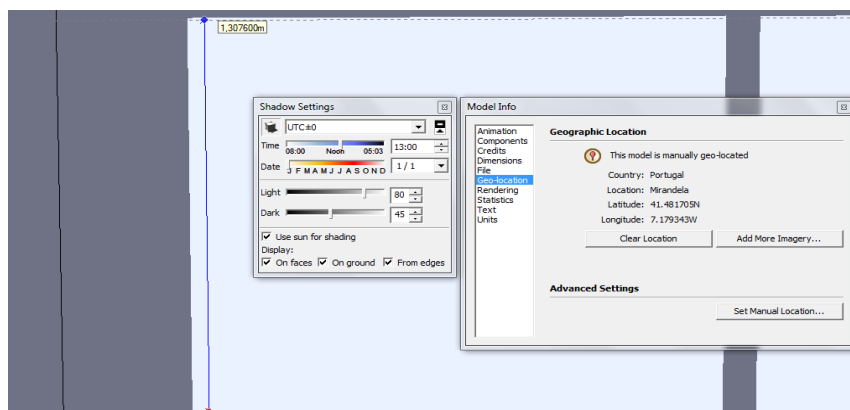 1,307600m
Shadow Settings
UTC±0
Time
08:00 Noon 05:03
13:00
Date
J F M A M J J A S O N D
1 / 1
Light
80
Dark
45
Use sun for shading
Display:
On faces On ground From edges
Model Info
Animation
Components
Credits
Dimensions
File
Geo-location
Rendering
Statistics
Text
Units
Geographic Location
This model is manually geo-located
Country: Portugal
Location: Mirandela
Latitude: 41.481705N
Longitude: 7.179343W
Clear Location Add More Imagery...
Advanced Settings
Set Manual Location...